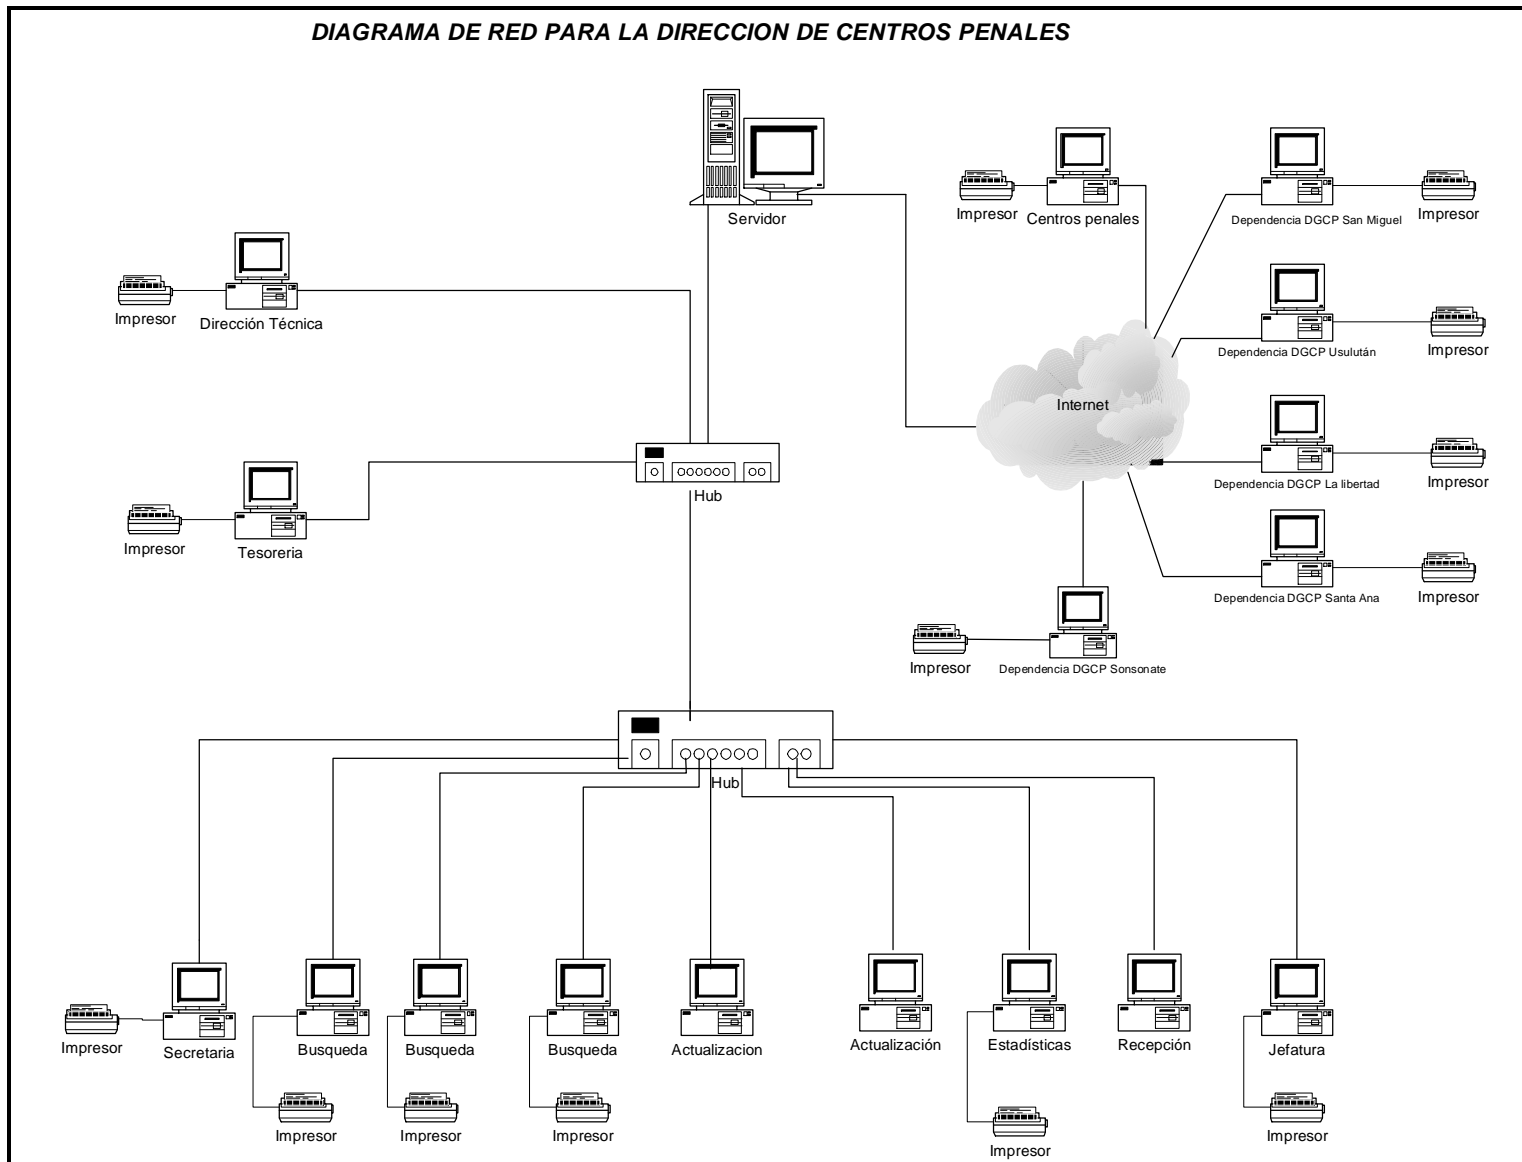 DIAGRAMA DE RED PARA LA DIRECCION DE CENTROS PENALES
Servidor
Impresor
Centros penales
Dependencia DGCP San Miguel
Impresor
Impresor
Dirección Técnica
Dependencia DGCP Usulután
Impresor
Internet
Dependencia DGCP La libertad
Impresor
Hub
Impresor
Tesoreria
Dependencia DGCP Santa Ana
Impresor
Impresor
Dependencia DGCP Sonsonate
Hub
Impresor
Secretaria
Busqueda
Busqueda
Busqueda
Actualizacion
Actualización
Estadísticas
Recepción
Jefatura
Impresor
Impresor
Impresor
Impresor
Impresor